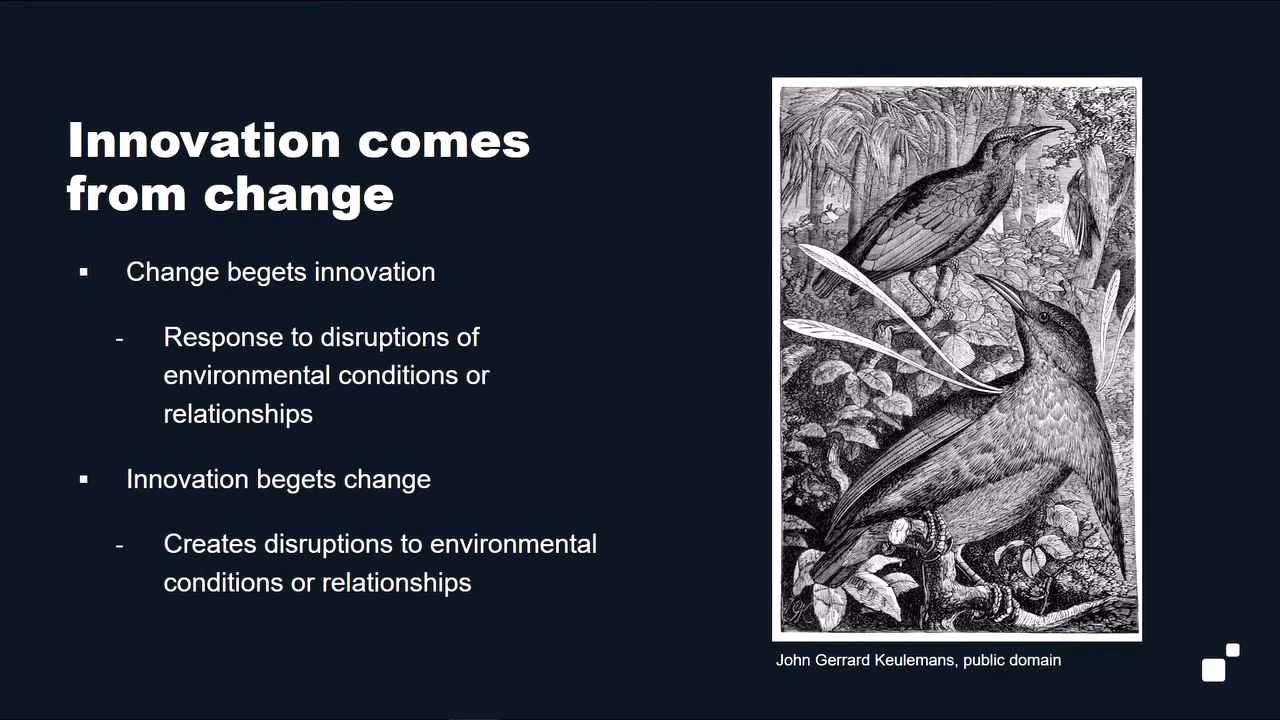 Innovation comes
from change
▪ Change begets innovation
- Response to disruptions of
environmental conditions or
relationships
▪ Innovation begets change
- Creates disruptions to environmental
conditions or relationships
John Gerrard Keulemans, public domain